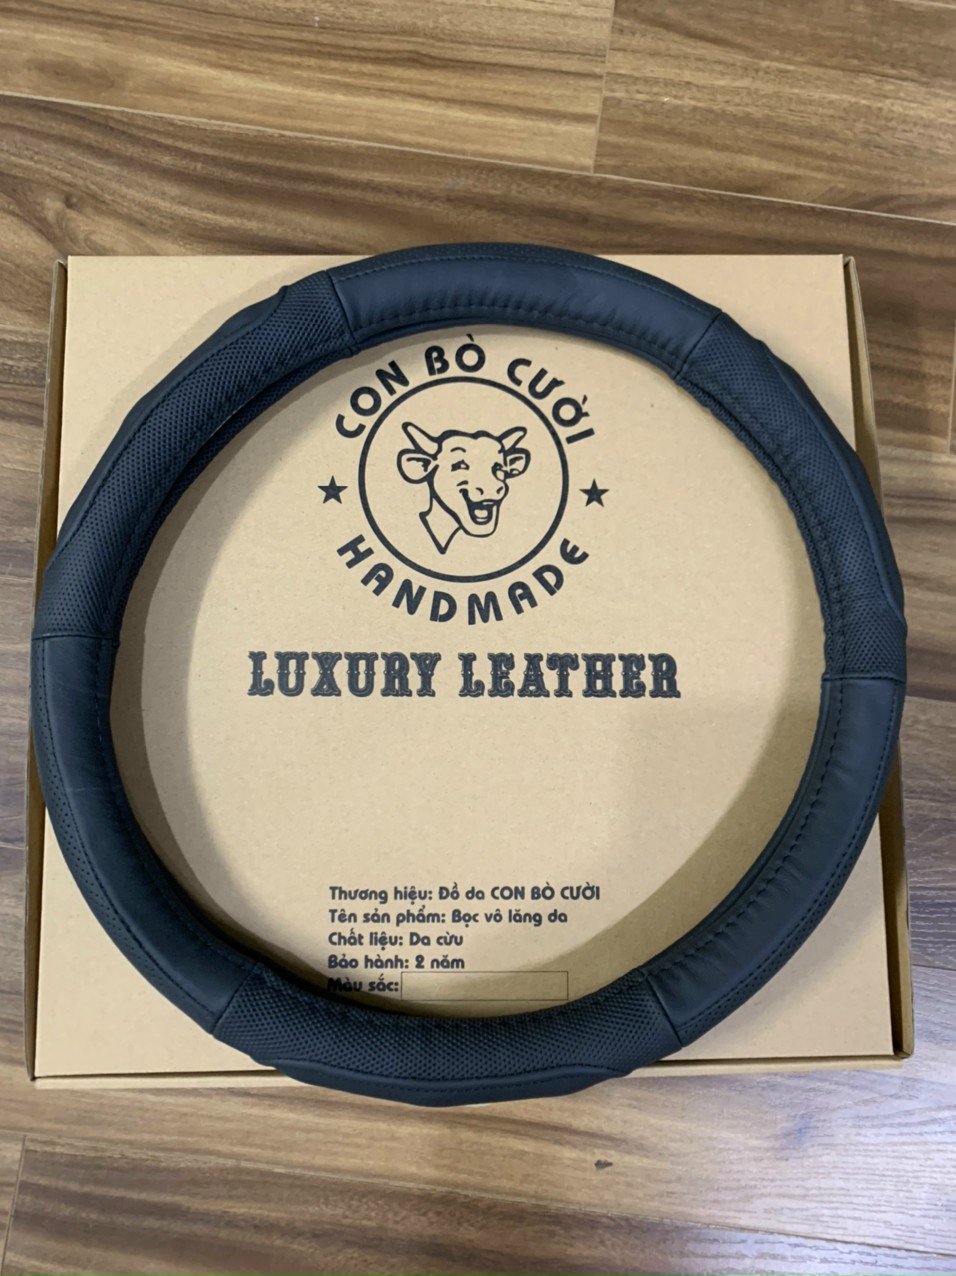 CON BÒ CƯỜI
HANDMADE
LUXURY LEATHER
Thương hiệu: Đồ da CON BÒ CƯỜI
Tên sản phẩm: Bọc vô lăng da
Chất liệu: Da cừu
Bảo hành: 2 năm
Màu sắc: